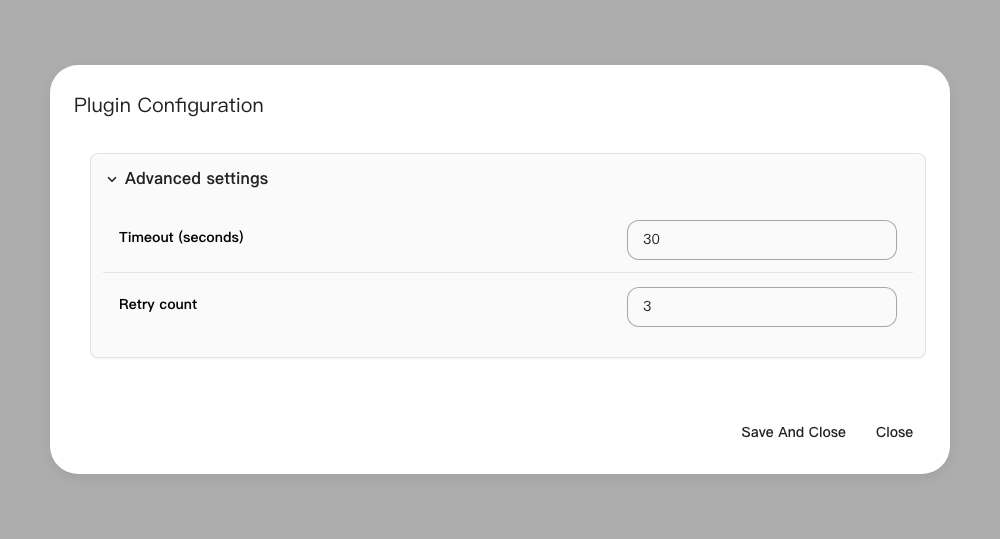 Plugin Configuration
Advanced settings
Timeout (seconds)
30
Retry count
3
Save And Close
Close